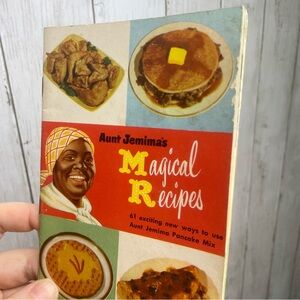 Aunt Jemima's
Magical
Recipes
61 exciting new ways to use
Aunt Jemima Pancake Mix